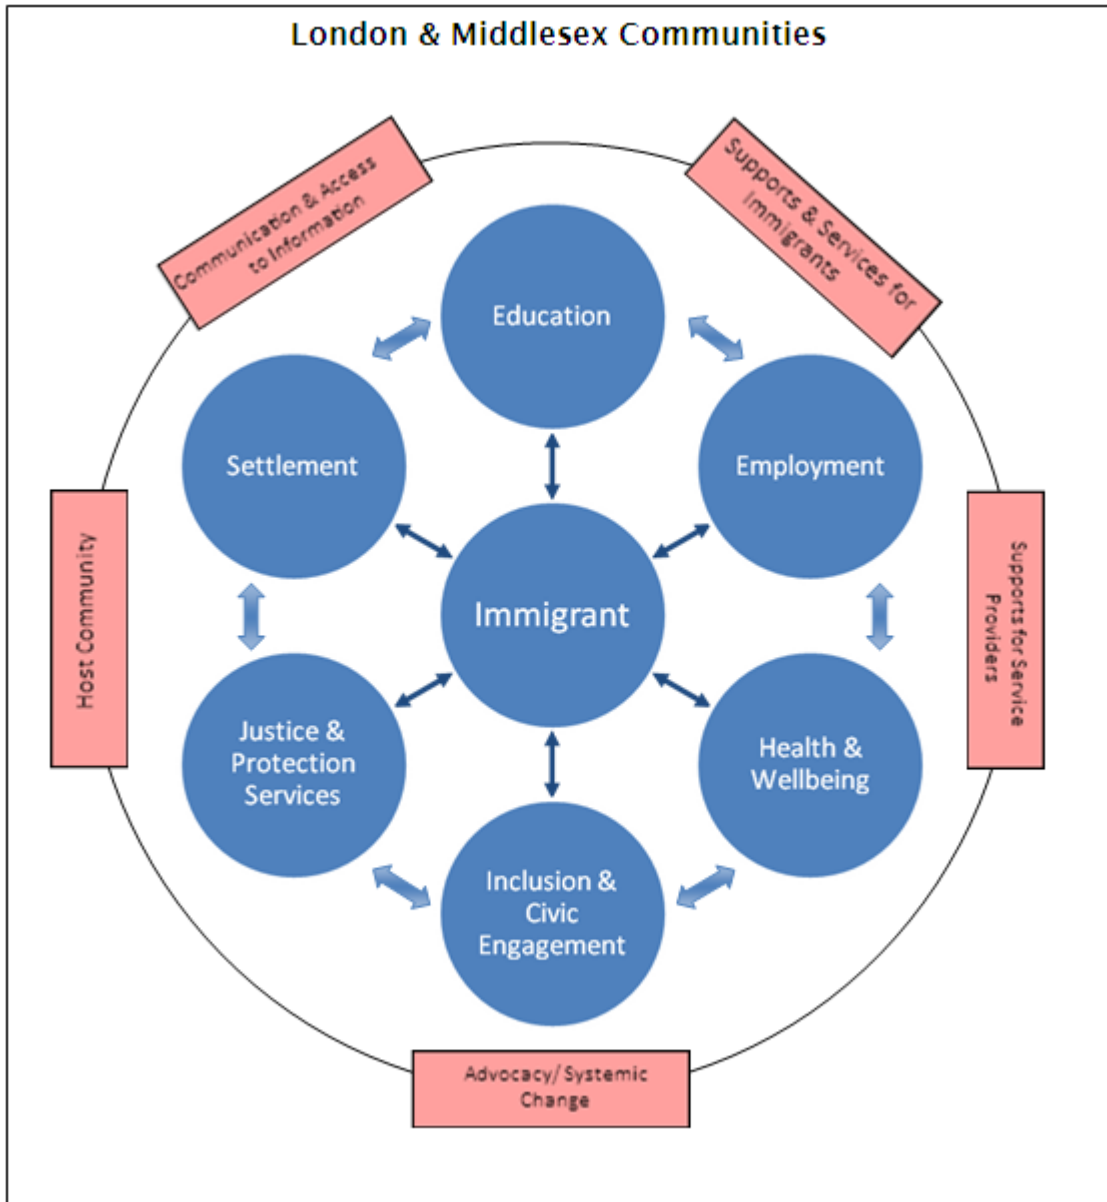 London & Middlesex Communities
Communication & Access
to Information
Supports & Services for
Immigrants
Education
Settlement
Employment
Host Community
Immigrant
Supports for Service
Providers
Justice &
Protection
Services
Health &
Wellbeing
Inclusion &
Civic
Engagement
Advocacy/ Systemic
Change